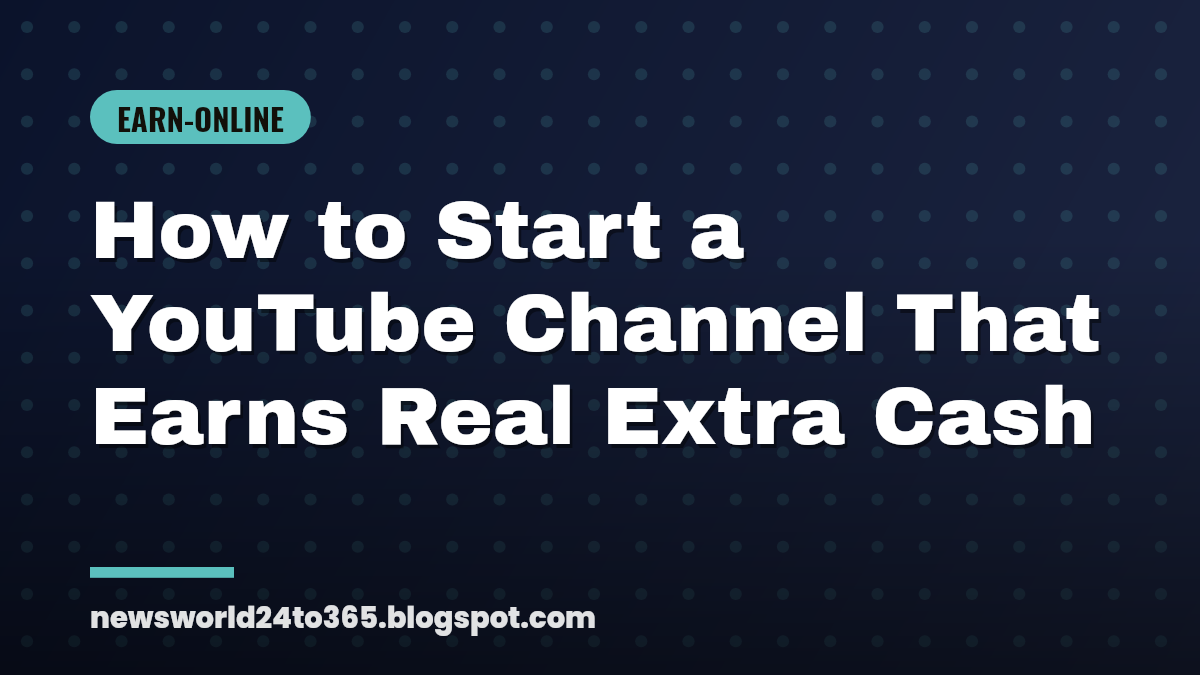 EARN-ONLINE
How to Start a
YouTube Channel That
Earns Real Extra Cash
newsworld24to365.blogspot.com